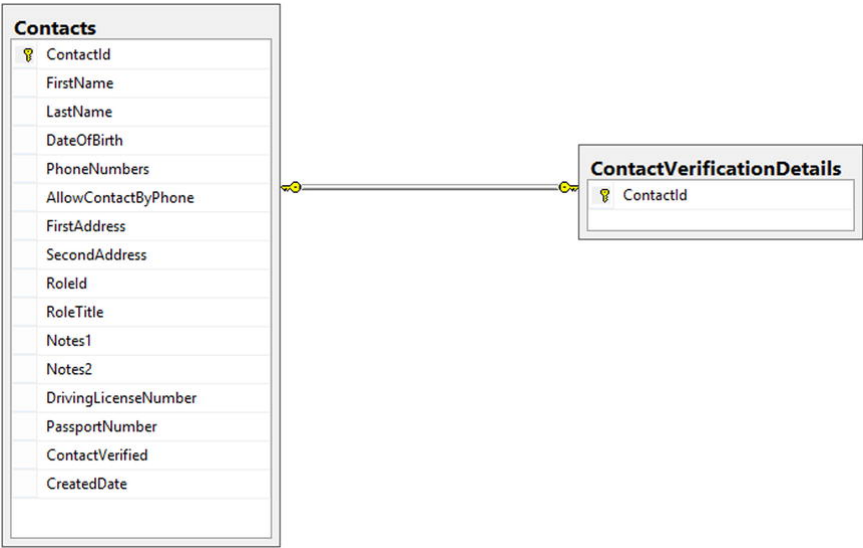 Contacts
ContactId
FirstName
LastName
DateOfBirth
PhoneNumbers
AllowContactByPhone
FirstAddress
SecondAddress
RoleId
RoleTitle
Notes1
Notes2
DrivingLicenseNumber
PassportNumber
ContactVerified
CreatedDate
ContactVerificationDetails
ContactId